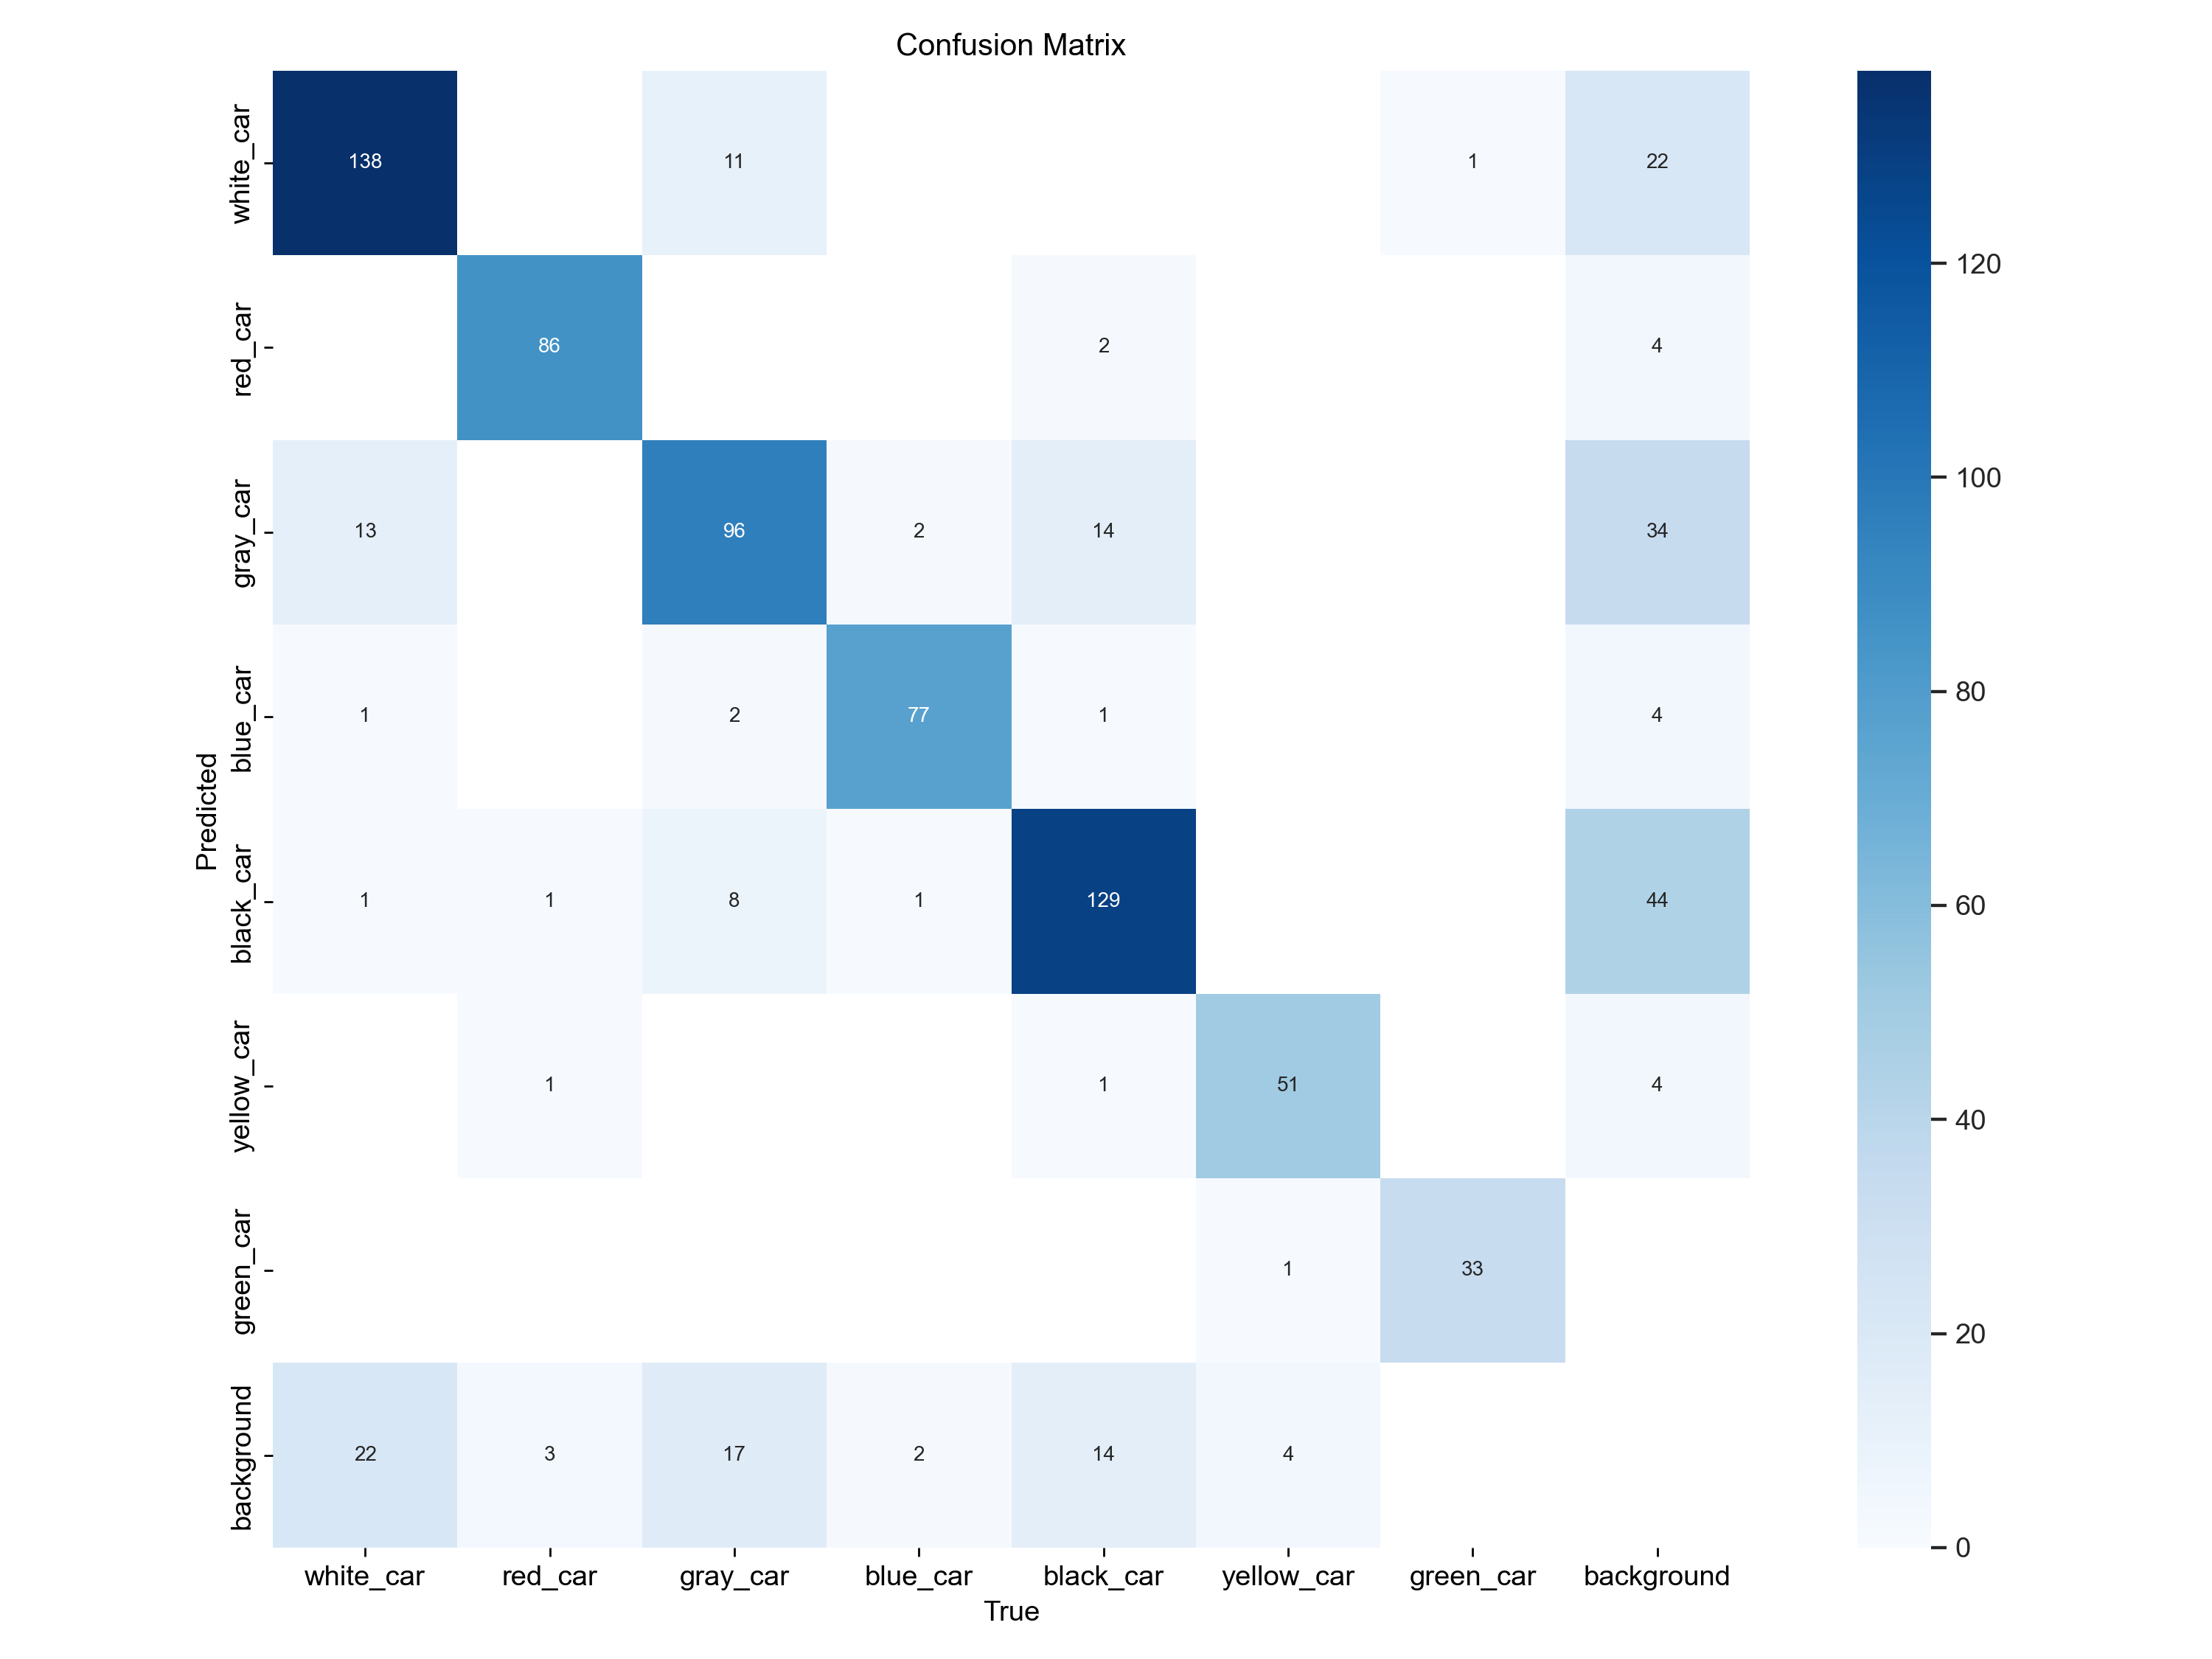 Confusion Matrix
white_car
138 11 1 22
red_car
86 2 4
gray_car
13 96 2 14 34
blue_car
1 2 77 1 4
black_car
1 1 8 1 129 44
yellow_car
1 1 51 4
green_car
1 33
background
22 3 17 2 14 4
Predicted
white_car red_car gray_car blue_car black_car yellow_car green_car background
True
120
100
80
60
40
20
0